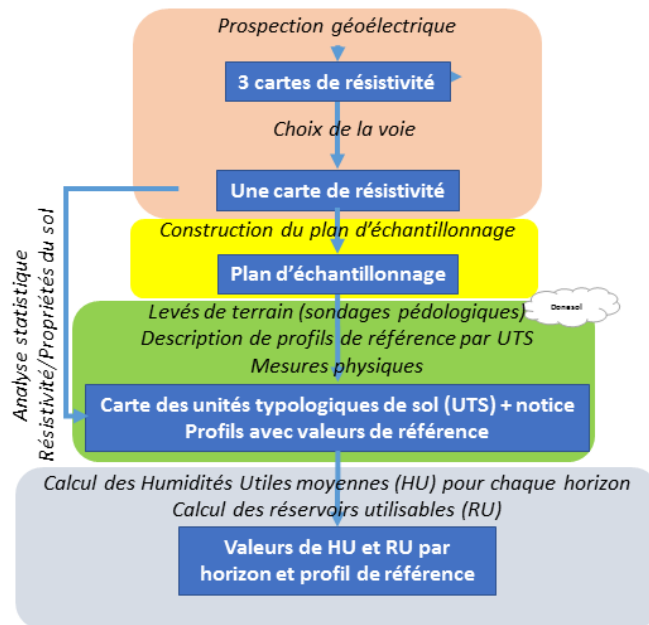 Prospection géoélectrique
3 cartes de résistivité
Choix de la voie
Une carte de résistivité
Construction du plan d'échantillonnage
Plan d'échantillonnage
Donesol
Levés de terrain (sondages pédologiques)
Description de profils de référence par UTS
Mesures physiques
Analyse statistique
Résistivité/Propriétés du sol
Carte des unités typologiques de sol (UTS) + notice
Profils avec valeurs de référence
Calcul des Humidités Utiles moyennes (HU) pour chaque horizon
Calcul des réservoirs utilisables (RU)
Valeurs de HU et RU par
horizon et profil de référence